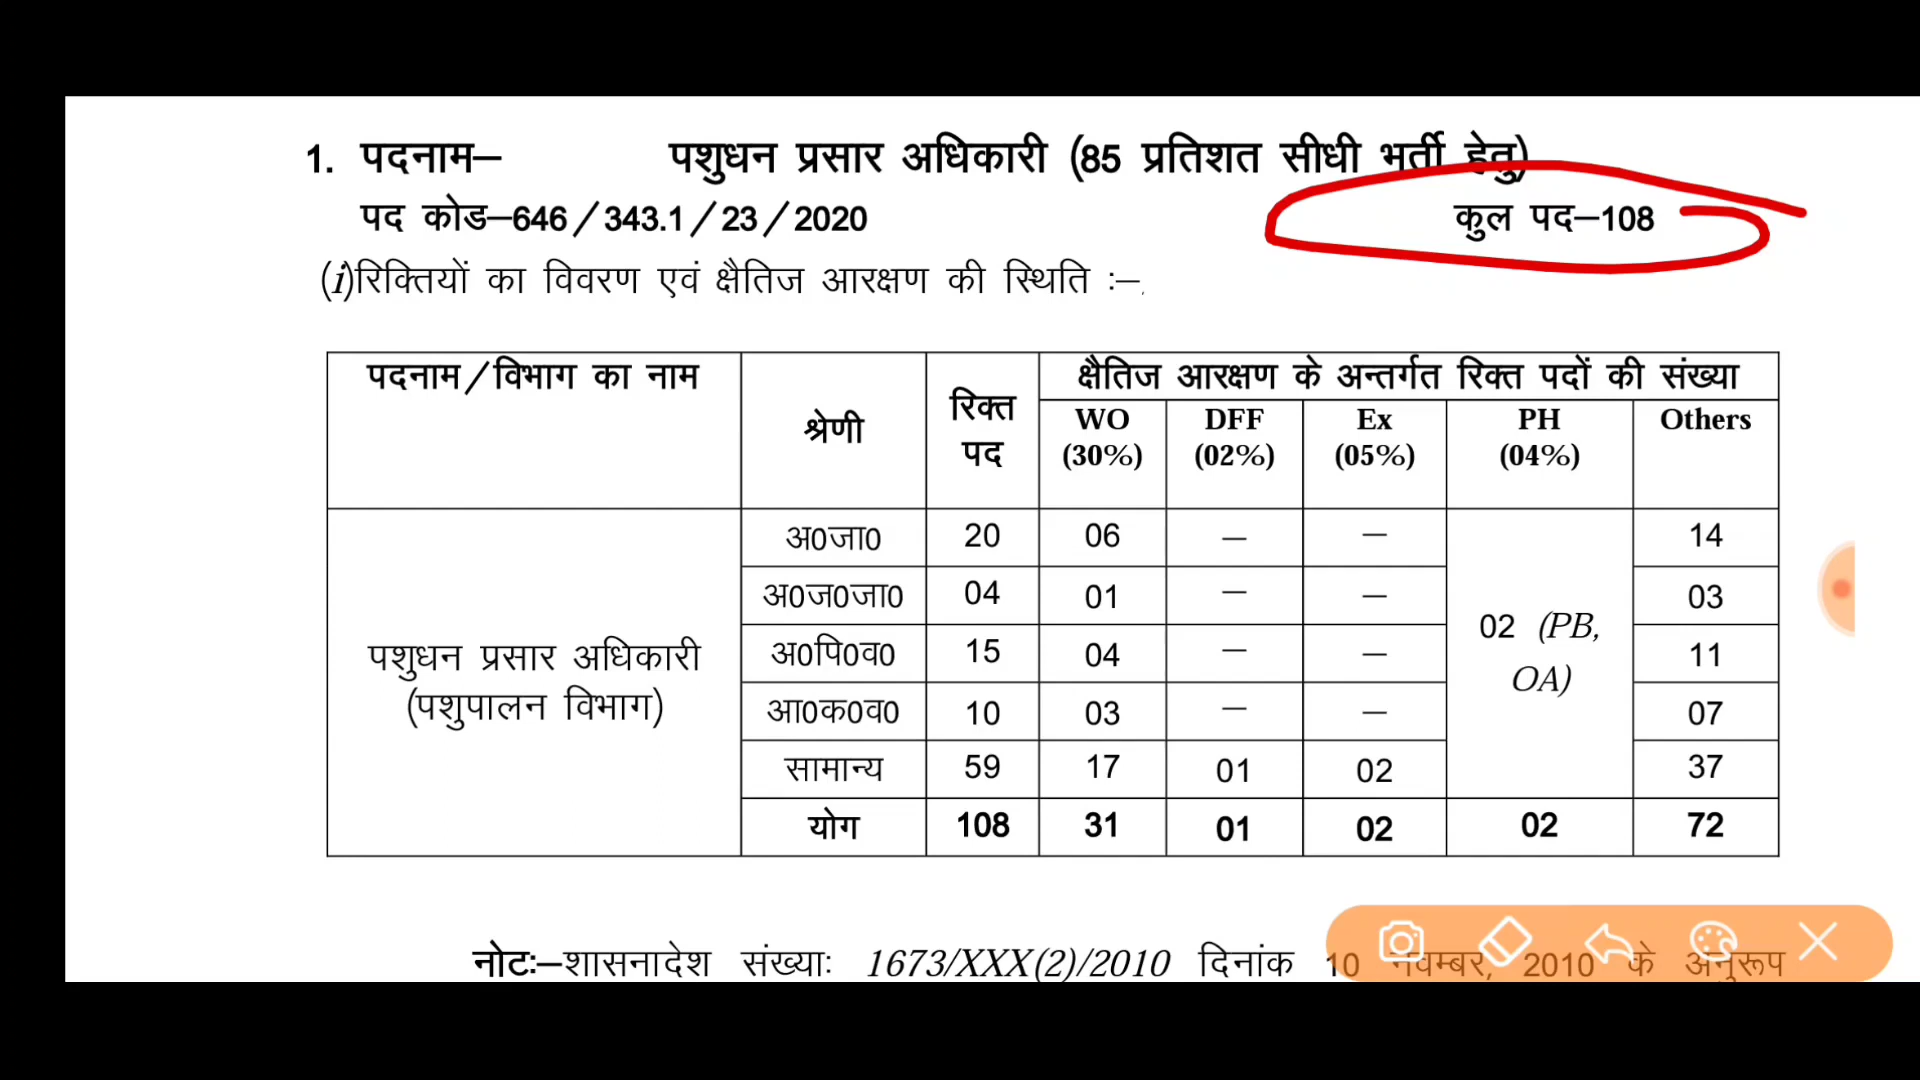 1. पदनाम– पशुधन प्रसार अधिकारी (85 प्रतिशत सीधी भर्ती हेतु)
पद कोड–646/343.1/23/2020 कुल पद–108
(i)रिक्तियों का विवरण एवं क्षैतिज आरक्षण की स्थिति :–
पदनाम/विभाग का नाम श्रेणी रिक्त पद क्षैतिज आरक्षण के अन्तर्गत रिक्त पदों की संख्या
WO (30%) DFF (02%) Ex (05%) PH (04%) Others
पशुधन प्रसार अधिकारी
(पशुपालन विभाग)
अ0जा0 20 06 – – 14
अ0ज0जा0 04 01 – – 03
अ0पि0व0 15 04 – – 11
आ0क0व0 10 03 – – 07
सामान्य 59 17 01 02 37
02 (PB,
OA)
योग 108 31 01 02 02 72
नोटः–शासनादेश संख्याः 1673/XXX(2)/2010 दिनांक 10 नवम्बर, 2010 के अनुरूप